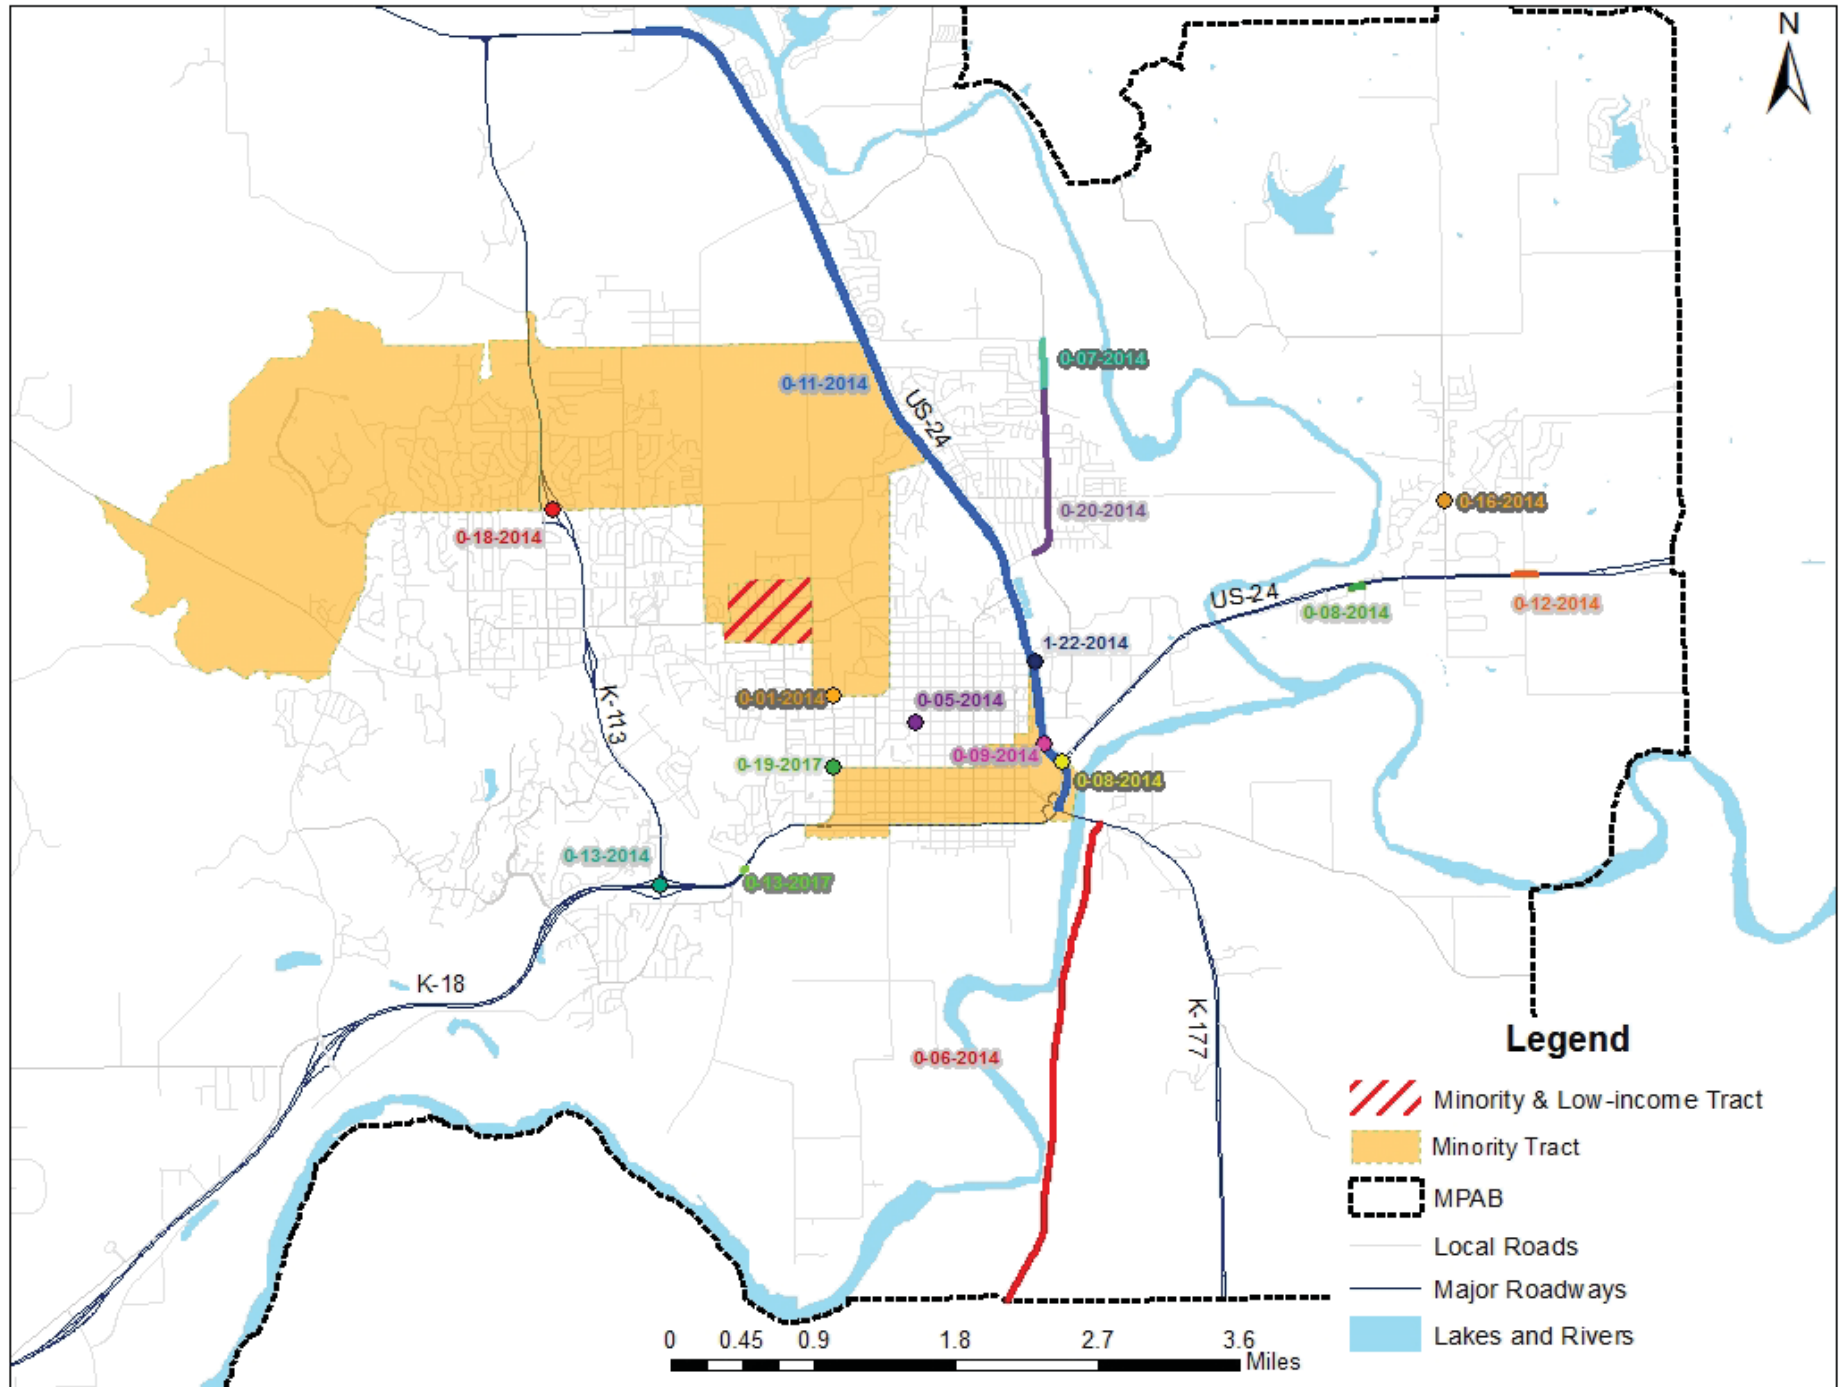 N
0-07-2014
0-11-2014
US-24
0-16-2014
0-20-2014
0-18-2014
US-24
0-08-2014
0-12-2014
1-22-2014
K-113
0-01-2014
0-05-2014
0-09-2014
0-19-2017
0-08-2014
0-13-2014
0-13-2017
K-18
K-177
0-06-2014
Legend
Minority & Low-income Tract
Minority Tract
MPAB
Local Roads
Major Roadways
Lakes and Rivers
0 0.45 0.9 1.8 2.7 3.6
Miles